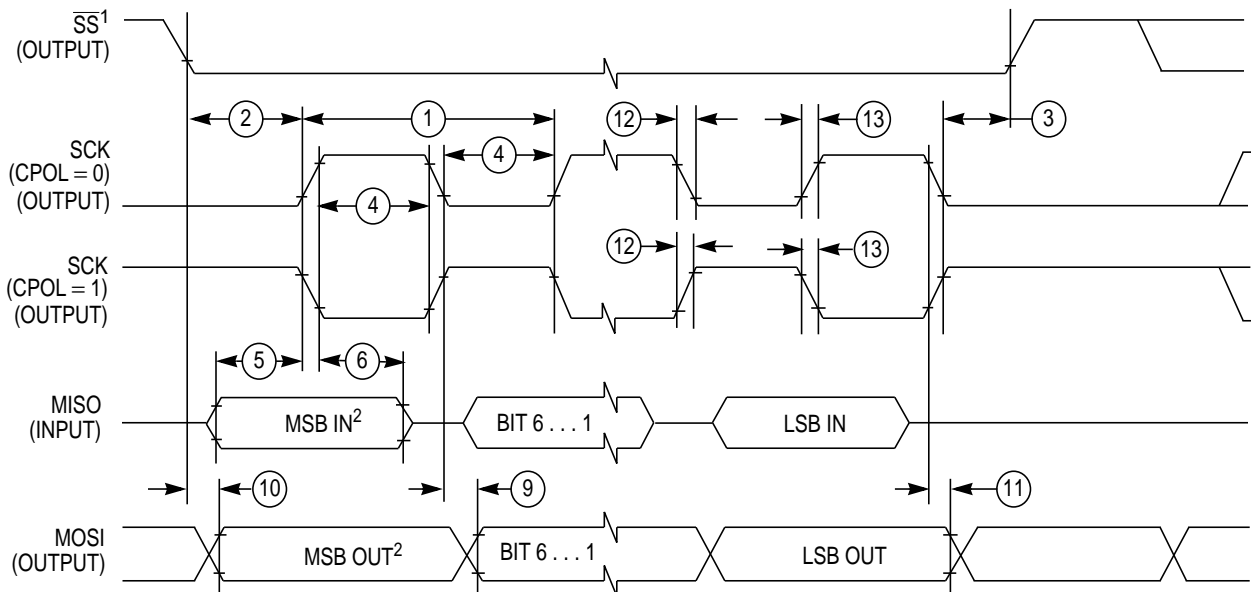 SS¹
(OUTPUT)
2
1
12
13
3
SCK
(CPOL = 0)
(OUTPUT)
4
4
12
13
SCK
(CPOL = 1)
(OUTPUT)
5
6
MISO
(INPUT)
MSB IN²
BIT 6 . . . 1
LSB IN
10
9
11
MOSI
(OUTPUT)
MSB OUT²
BIT 6 . . . 1
LSB OUT